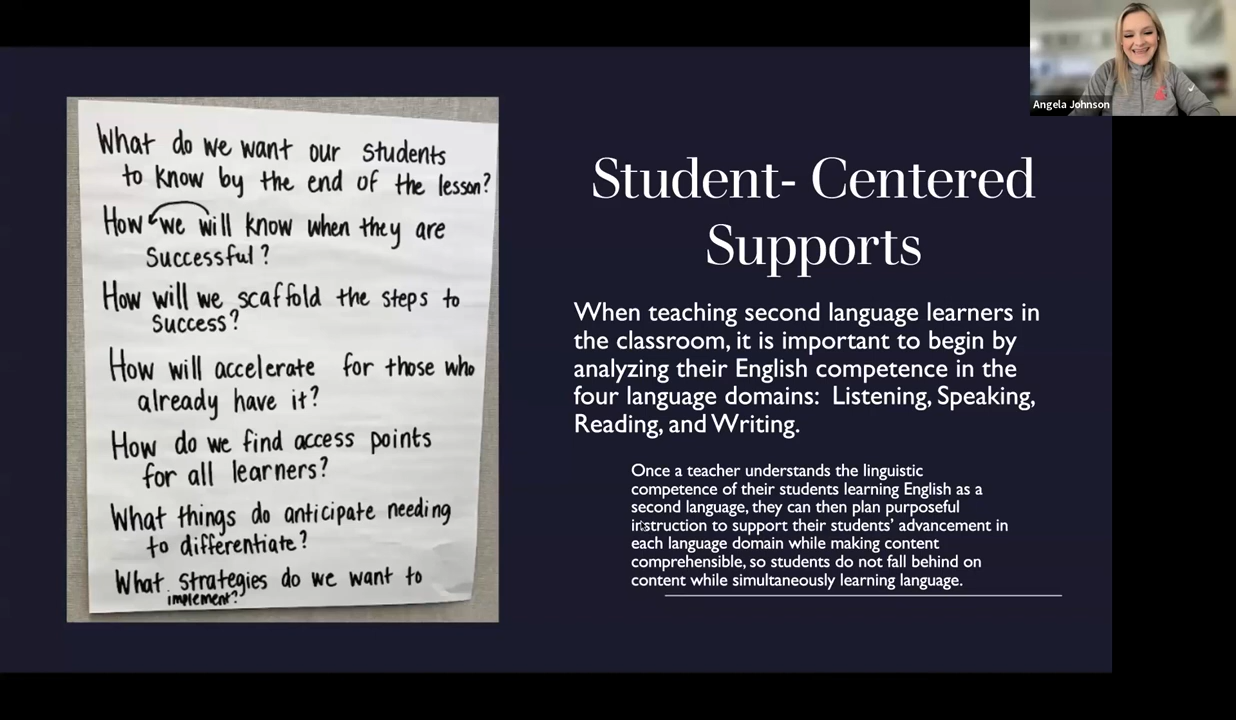 Angela Johnson
What do we want our students
to know by the end of the lesson?
How we will know when they are
Successful?
How will we scaffold the steps to
Success?
How will accelerate for those who
already have it?
How do we find access points
for all learners?
What things do anticipate needing
to differentiate?
What strategies do we want to
implement?
Student- Centered
Supports
When teaching second language learners in
the classroom, it is important to begin by
analyzing their English competence in the
four language domains: Listening, Speaking,
Reading, and Writing.
Once a teacher understands the linguistic
competence of their students learning English as a
second language, they can then plan purposeful
instruction to support their students’ advancement in
each language domain while making content
comprehensible, so students do not fall behind on
content while simultaneously learning language.